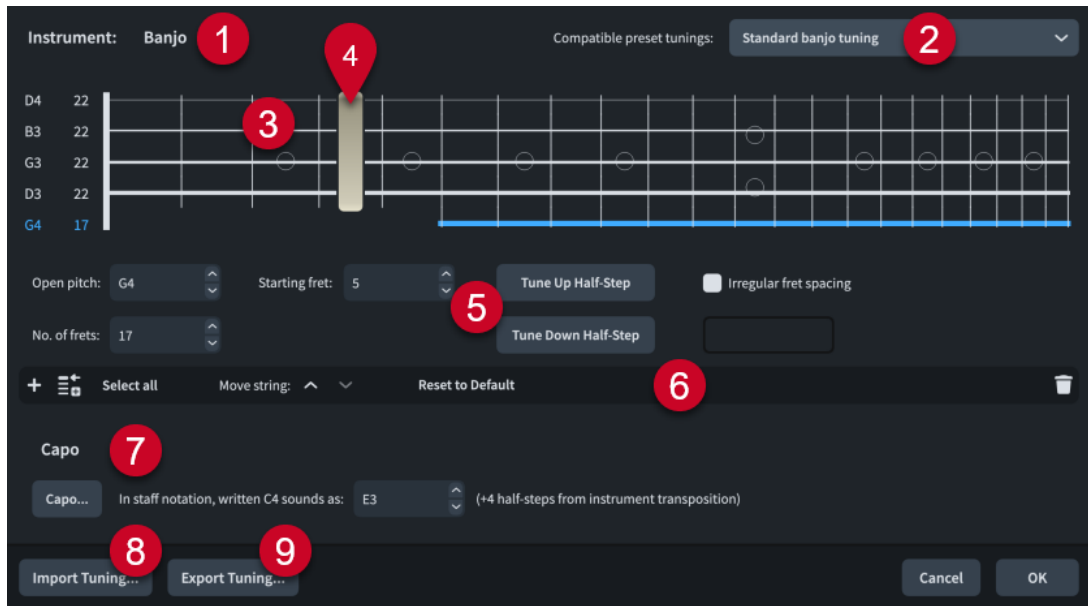 Instrument: Banjo 1 Compatible preset tunings: Standard banjo tuning 2
4
D4 22
3
B3 22
G3 22
D3 22
G4 17
Open pitch: G4 Starting fret: 5 Tune Up Half-Step Irregular fret spacing
5
No. of frets: 17 Tune Down Half-Step
+ Select all Move string: Reset to Default 6
Capo 7
Capo... In staff notation, written C4 sounds as: E3 (+4 half-steps from instrument transposition)
8 9
Import Tuning... Export Tuning... Cancel OK